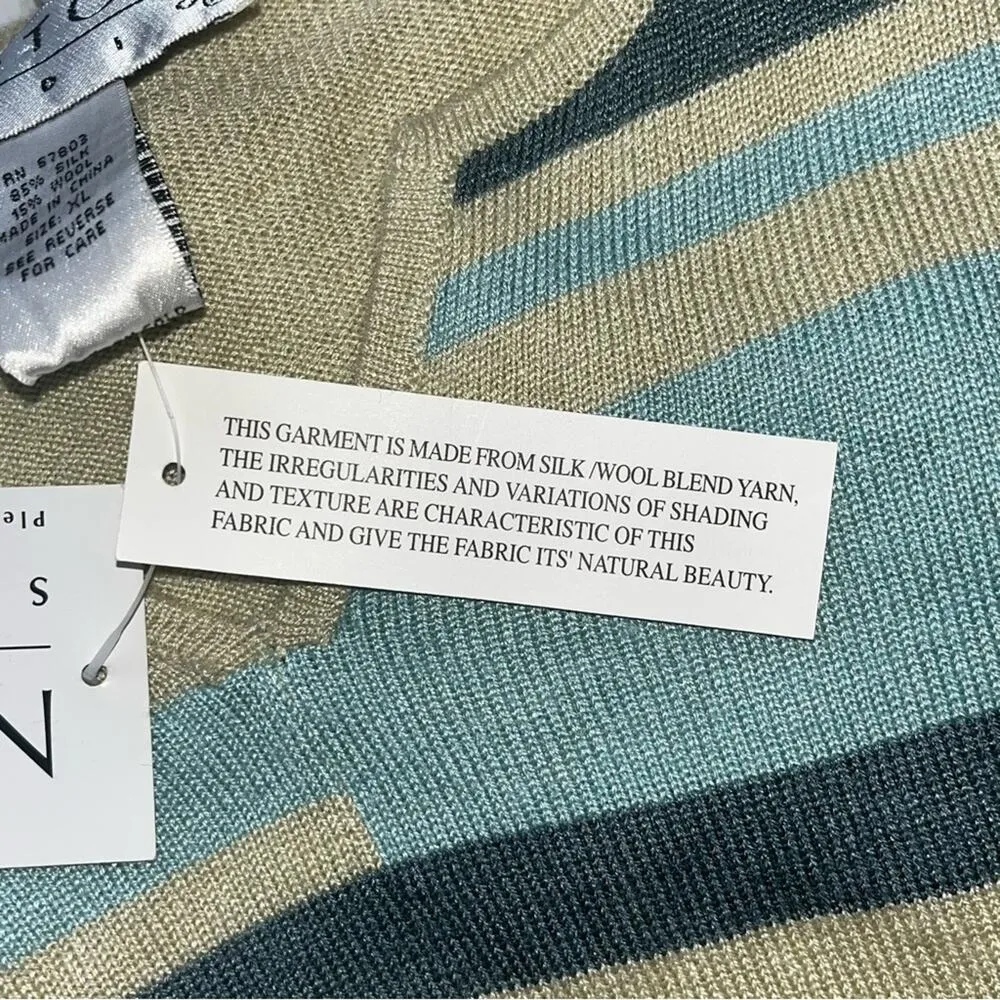 RN 67803
85% SILK
15% WOOL
MADE IN CHINA
SIZE: XL
SEE REVERSE
FOR CARE
THIS GARMENT IS MADE FROM SILK /WOOL BLEND YARN,
THE IRREGULARITIES AND VARIATIONS OF SHADING
AND TEXTURE ARE CHARACTERISTIC OF THIS
FABRIC AND GIVE THE FABRIC ITS' NATURAL BEAUTY.
Ple
S
N